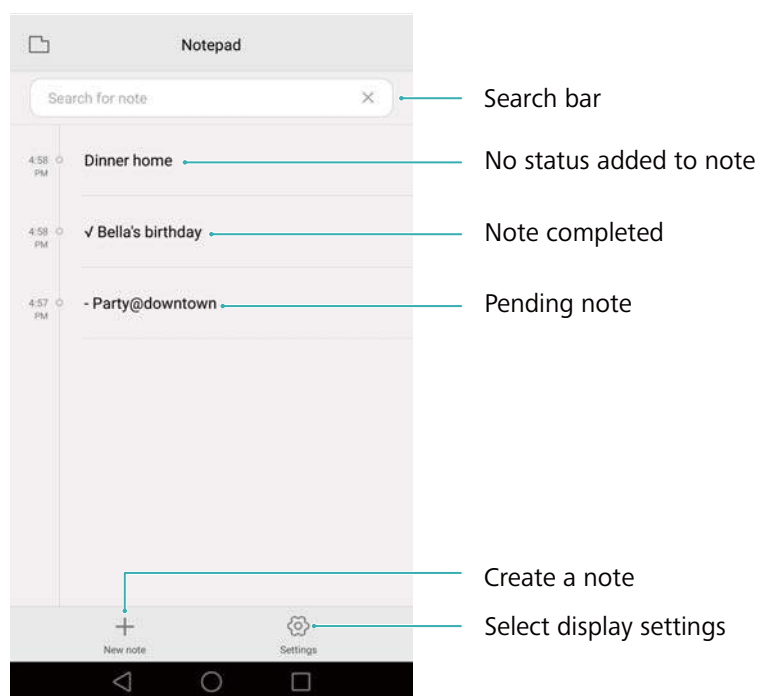 Notepad
Search for note
Search bar
4:58
PM
Dinner home
No status added to note
4:58
PM
√ Bella's birthday
Note completed
4:57
PM
- Party@downtown
Pending note
Create a note
New note
Settings
Select display settings